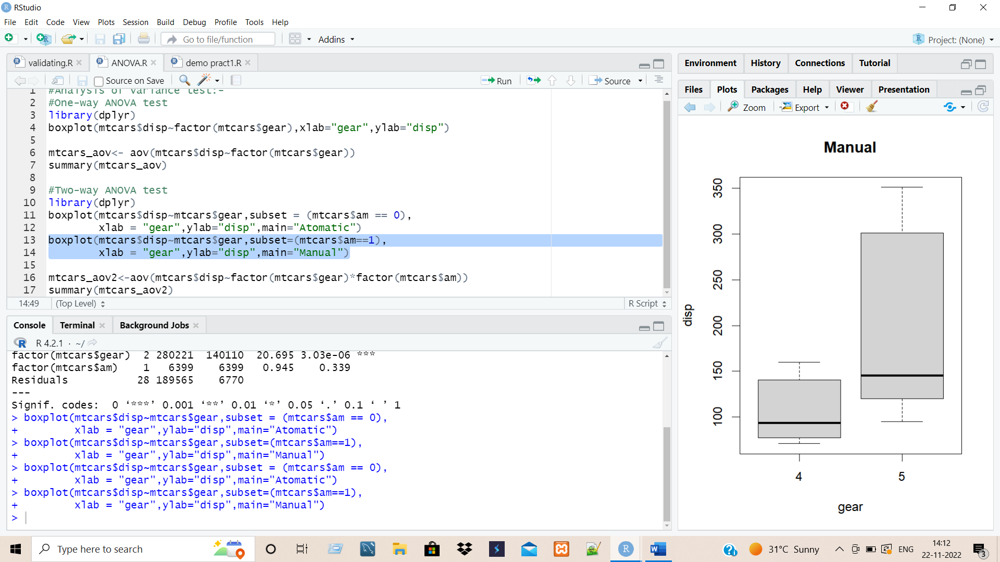 RStudio
File Edit Code View Plots Session Build Debug Profile Tools Help
Go to file/function Addins Project: (None)
validating.R ANOVA.R demo pract1.R
Source on Save Run Source
1 #Analysis of variance test:-
2 #One-way ANOVA test
3 library(dplyr)
4 boxplot(mtcars$disp~factor(mtcars$gear),xlab="gear",ylab="disp")
5
6 mtcars_aov<- aov(mtcars$disp~factor(mtcars$gear))
7 summary(mtcars_aov)
8
9 #Two-way ANOVA test
10 library(dplyr)
11 boxplot(mtcars$disp~mtcars$gear,subset = (mtcars$am == 0),
12         xlab = "gear",ylab="disp",main="Atomatic")
13 boxplot(mtcars$disp~mtcars$gear,subset=(mtcars$am==1),
14         xlab = "gear",ylab="disp",main="Manual")
15
16 mtcars_aov2<-aov(mtcars$disp~factor(mtcars$gear)*factor(mtcars$am))
17 summary(mtcars_aov2)
14:49 (Top Level) R Script
Console Terminal Background Jobs
R 4.2.1 · ~/
factor(mtcars$gear)  2 280221  140110  20.695 3.03e-06 ***
factor(mtcars$am)    1   6399    6399   0.945    0.339
Residuals           28 189565    6770
---
Signif. codes:  0 ‘***’ 0.001 ‘**’ 0.01 ‘*’ 0.05 ‘.’ 0.1 ‘ ’ 1
> boxplot(mtcars$disp~mtcars$gear,subset = (mtcars$am == 0),
+         xlab = "gear",ylab="disp",main="Atomatic")
> boxplot(mtcars$disp~mtcars$gear,subset=(mtcars$am==1),
+         xlab = "gear",ylab="disp",main="Manual")
> boxplot(mtcars$disp~mtcars$gear,subset = (mtcars$am == 0),
+         xlab = "gear",ylab="disp",main="Atomatic")
> boxplot(mtcars$disp~mtcars$gear,subset=(mtcars$am==1),
+         xlab = "gear",ylab="disp",main="Manual")
>
Environment History Connections Tutorial
Files Plots Packages Help Viewer Presentation
Zoom Export
Manual
350
300
250
200
150
100
disp
4 5
gear
Type here to search
31°C Sunny
ENG
14:12
22-11-2022
3